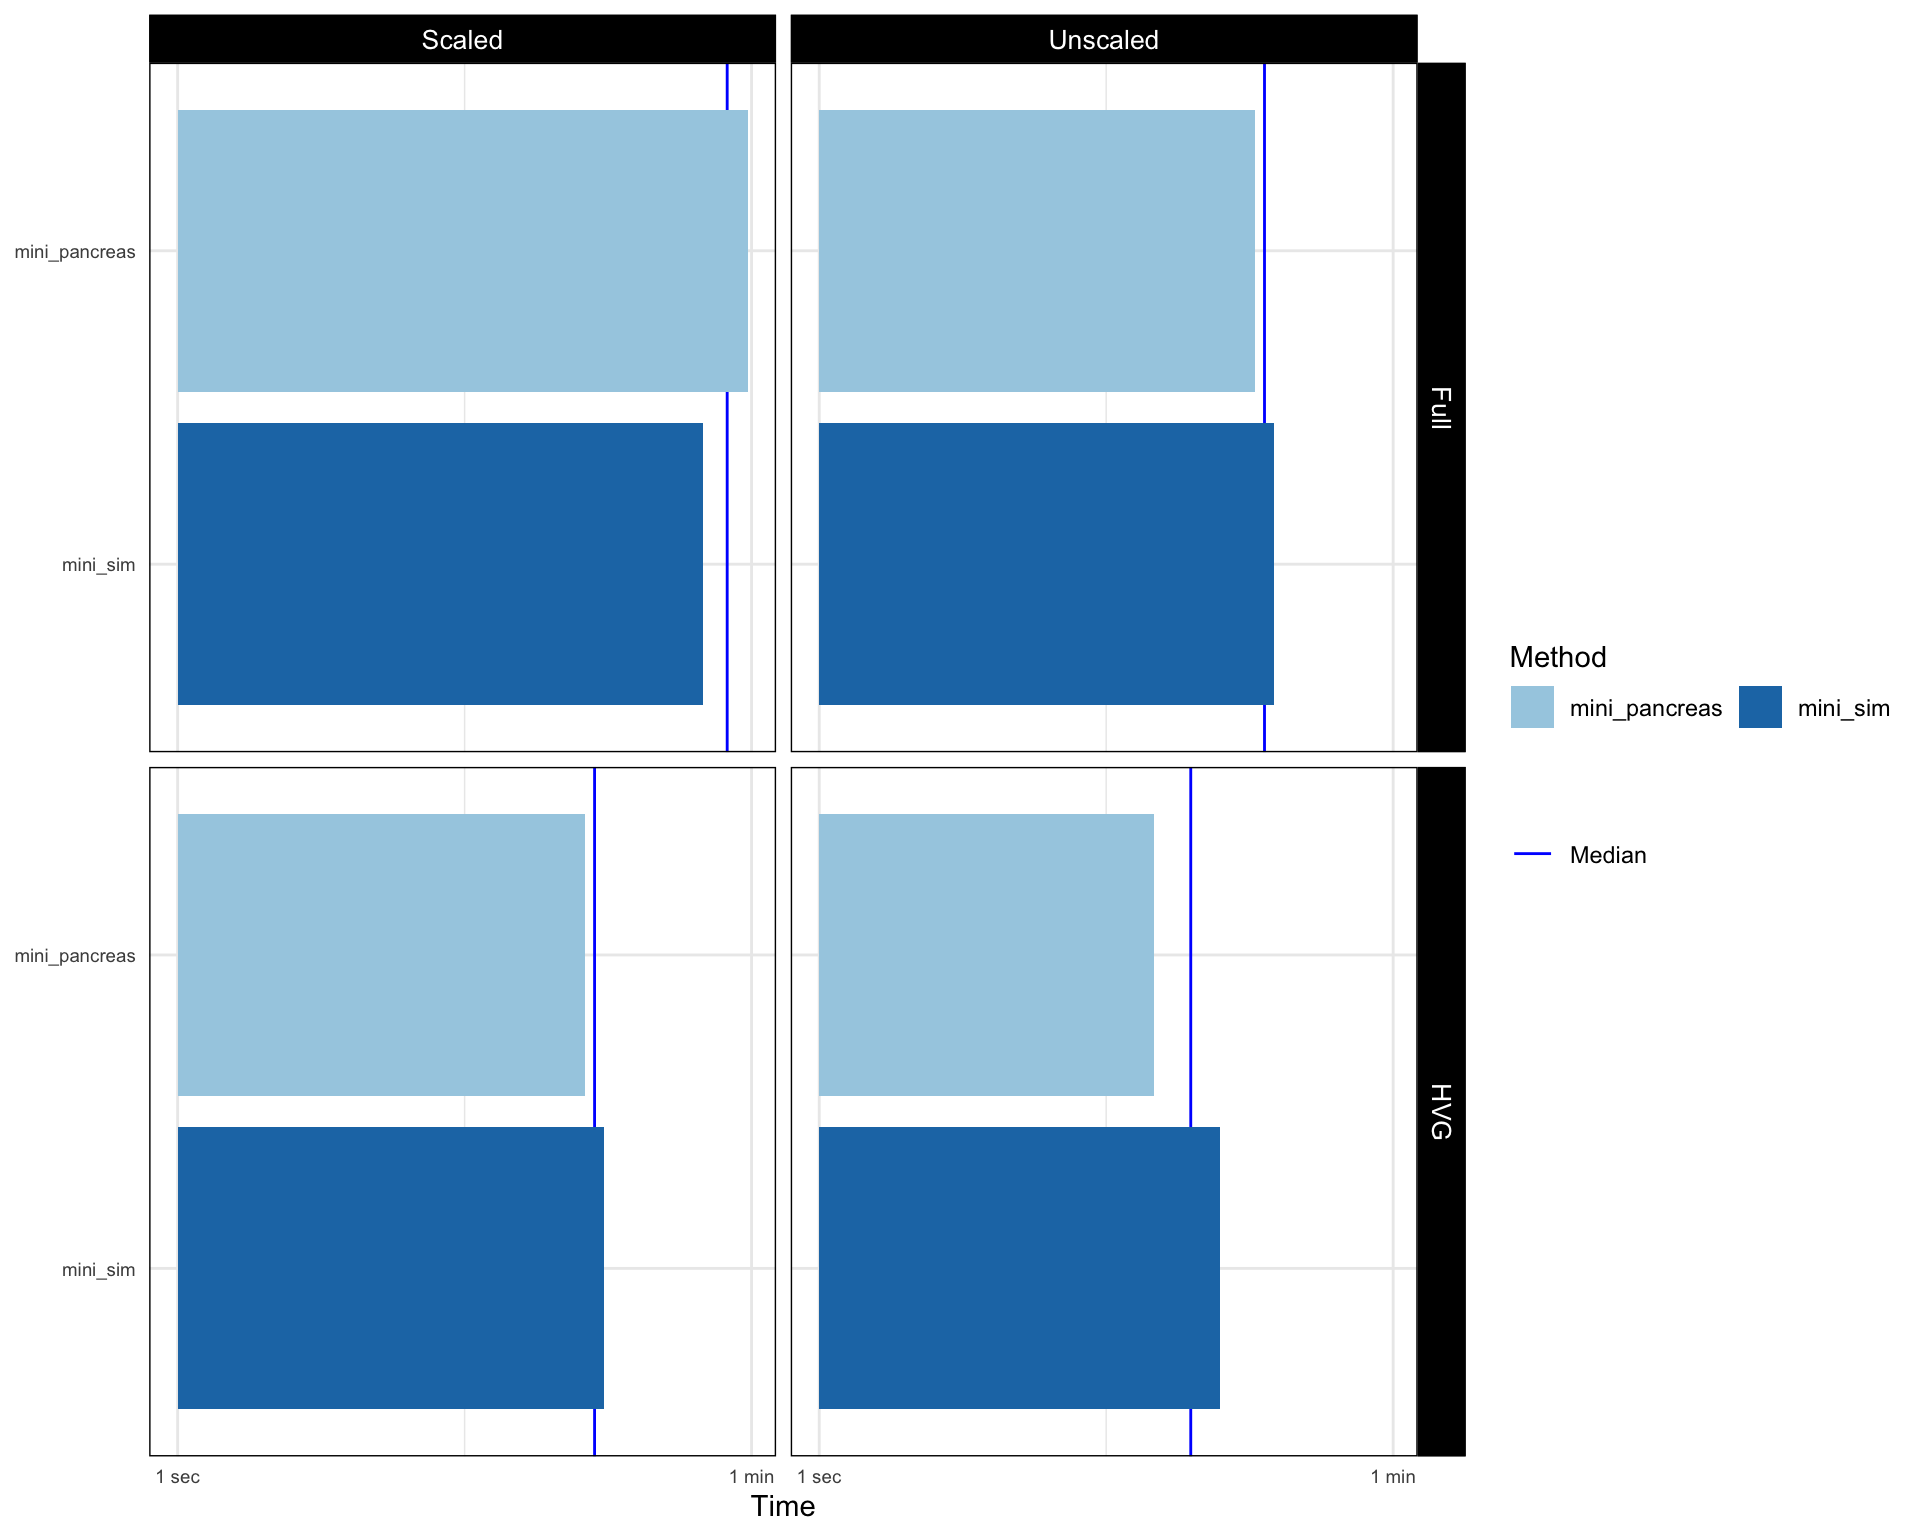 Scaled
Unscaled
mini_pancreas
mini_sim
Full
Method
mini_pancreas
mini_sim
Median
mini_pancreas
mini_sim
HVG
1 sec
1 min
1 sec
1 min
Time